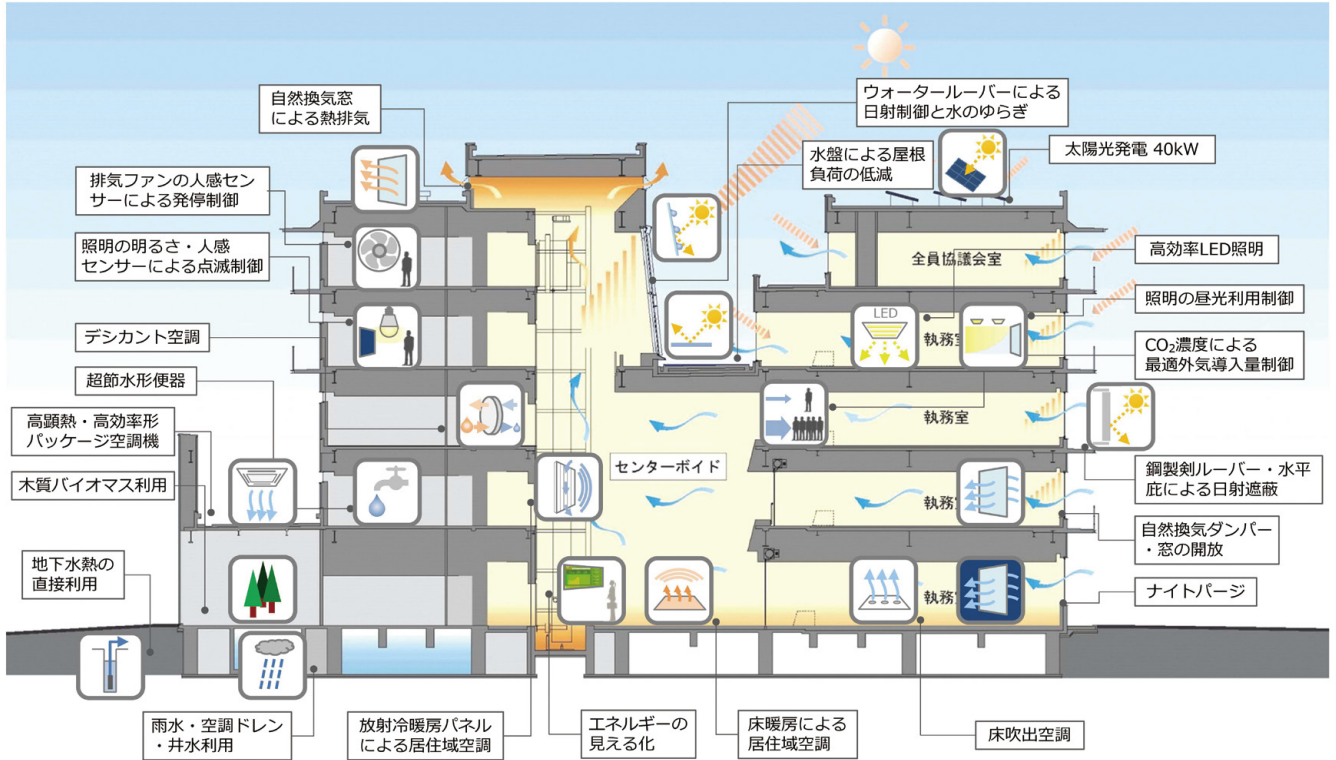 ウォータールーバーによる
日射制御と水のゆらぎ
自然換気窓
による熱排気
水盤による屋根
負荷の低減
太陽光発電 40kW
排気ファンの人感セン
サーによる発停制御
照明の明るさ・人感
センサーによる点滅制御
全員協議会室
高効率LED照明
デシカント空調
LED
執務室
照明の昼光利用制御
CO₂濃度による
最適外気導入量制御
超節水形便器
高顕熱・高効率形
パッケージ空調機
執務室
センターボイド
木質バイオマス利用
鋼製剣ルーバー・水平
庇による日射遮蔽
執務室
自然換気ダンパー
・窓の開放
地下水熱の
直接利用
執務室
ナイトパージ
雨水・空調ドレン
・井水利用
放射冷暖房パネル
による居住域空調
エネルギーの
見える化
床暖房による
居住域空調
床吹出空調